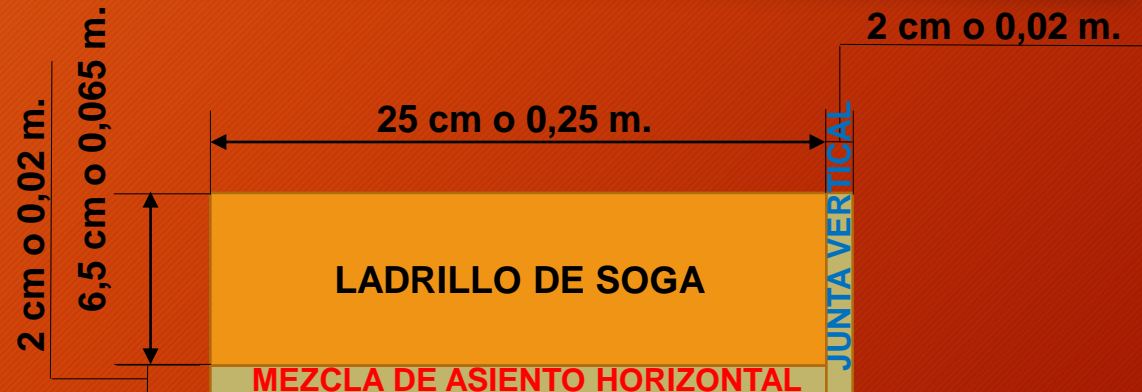 2 cm o 0,02 m.
6,5 cm o 0,065 m.
2 cm o 0,02 m.
25 cm o 0,25 m.
JUNTA VERTICAL
LADRILLO DE SOGA
MEZCLA DE ASIENTO HORIZONTAL